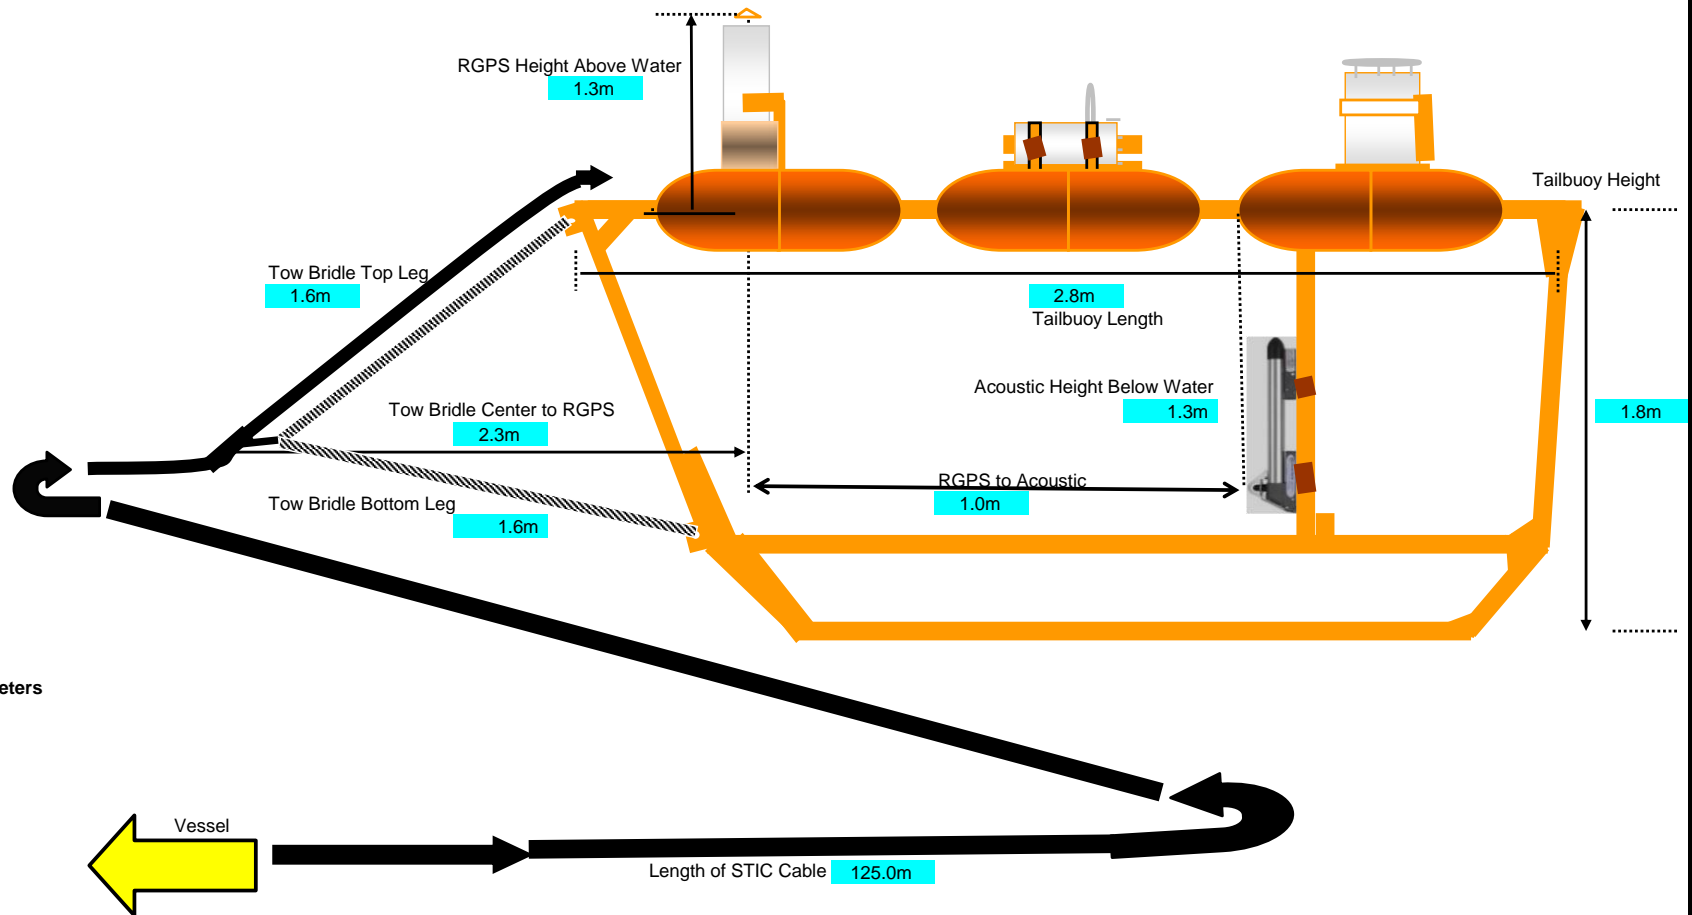 RGPS Height Above Water
1.3m
Tailbuoy Height
Tow Bridle Top Leg
1.6m
2.8m
Tailbuoy Length
Acoustic Height Below Water
1.3m
1.8m
Tow Bridle Center to RGPS
2.3m
RGPS to Acoustic
1.0m
Tow Bridle Bottom Leg
1.6m
eters
Vessel
Length of STIC Cable 125.0m